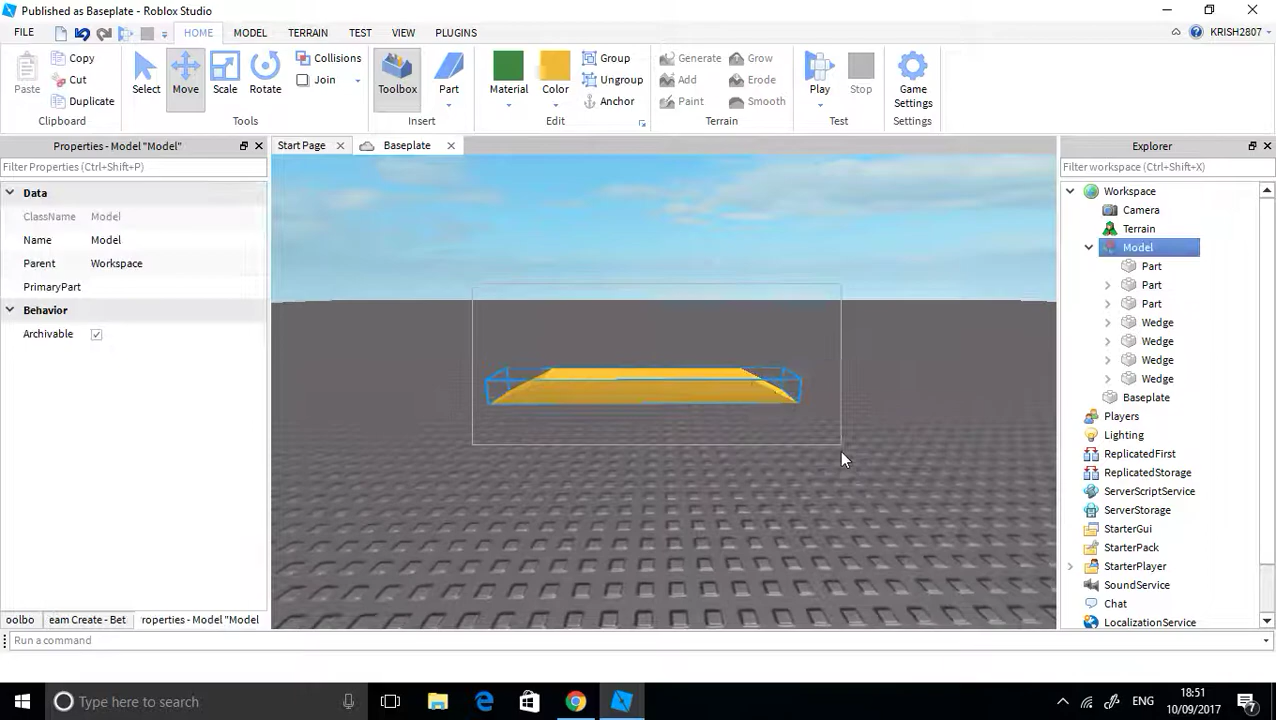 Published as Baseplate - Roblox Studio
FILE HOME MODEL TERRAIN TEST VIEW PLUGINS KRISH2807
Paste Copy Cut Duplicate
Clipboard
Select Move Scale Rotate Collisions Join
Tools
Toolbox Part
Insert
Material Color Group Ungroup Anchor
Edit
Generate Grow Add Erode Paint Smooth
Terrain
Play Stop
Test
Game Settings
Settings
Properties - Model "Model"
Filter Properties (Ctrl+Shift+P)
Data
ClassName Model
Name Model
Parent Workspace
PrimaryPart
Behavior
Archivable
oolbo eam Create - Bet roperties - Model "Model
Start Page Baseplate
Explorer
Filter workspace (Ctrl+Shift+X)
Workspace
Camera
Terrain
Model
Part
Part
Part
Wedge
Wedge
Wedge
Wedge
Baseplate
Players
Lighting
ReplicatedFirst
ReplicatedStorage
ServerScriptService
ServerStorage
StarterGui
StarterPack
StarterPlayer
SoundService
Chat
LocalizationService
Run a command
Type here to search
ENG
18:51
10/09/2017
7